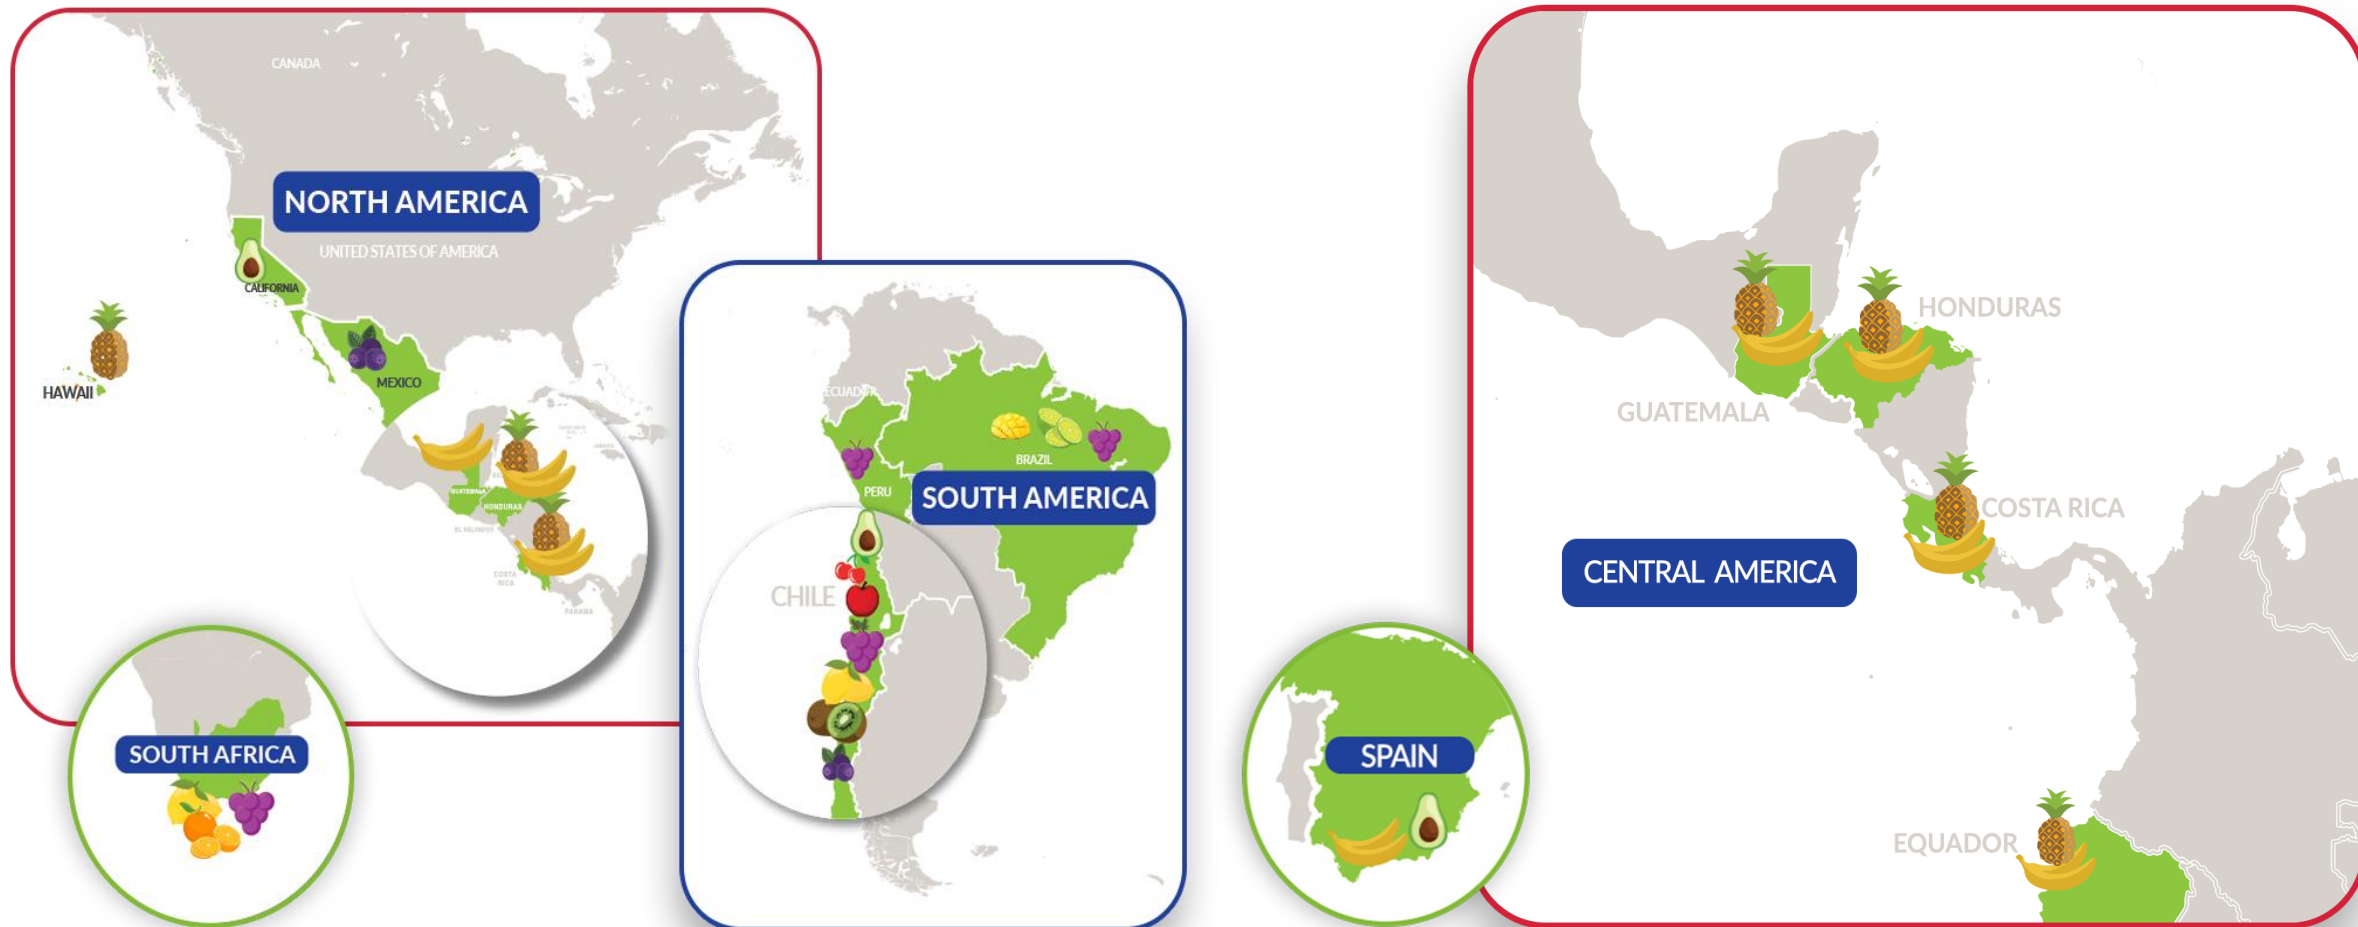 CANADA
NORTH AMERICA
UNITED STATES OF AMERICA
CALIFORNIA
HAWAII
MEXICO
GUATEMALA
HONDURAS
EL SALVADOR
COSTA
RICA
PANAMA
SOUTH AFRICA
ECUADOR
BRAZIL
PERU
SOUTH AMERICA
CHILE
SPAIN
HONDURAS
GUATEMALA
COSTA RICA
CENTRAL AMERICA
EQUADOR